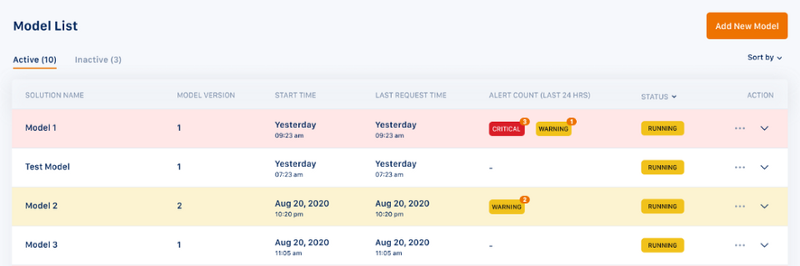 Model List
Add New Model
Active (10) Inactive (3)
Sort by
SOLUTION NAME MODEL VERSION START TIME LAST REQUEST TIME ALERT COUNT (LAST 24 HRS) STATUS ACTION
Model 1 1 Yesterday Yesterday CRITICAL 3 WARNING 1 RUNNING
09:23 am 09:23 am
Test Model 1 Yesterday Yesterday - RUNNING
07:23 am 07:23 am
Model 2 2 Aug 20, 2020 Aug 20, 2020 WARNING 2 RUNNING
10:20 pm 10:20 pm
Model 3 1 Aug 20, 2020 Aug 20, 2020 - RUNNING
11:05 am 11:05 am